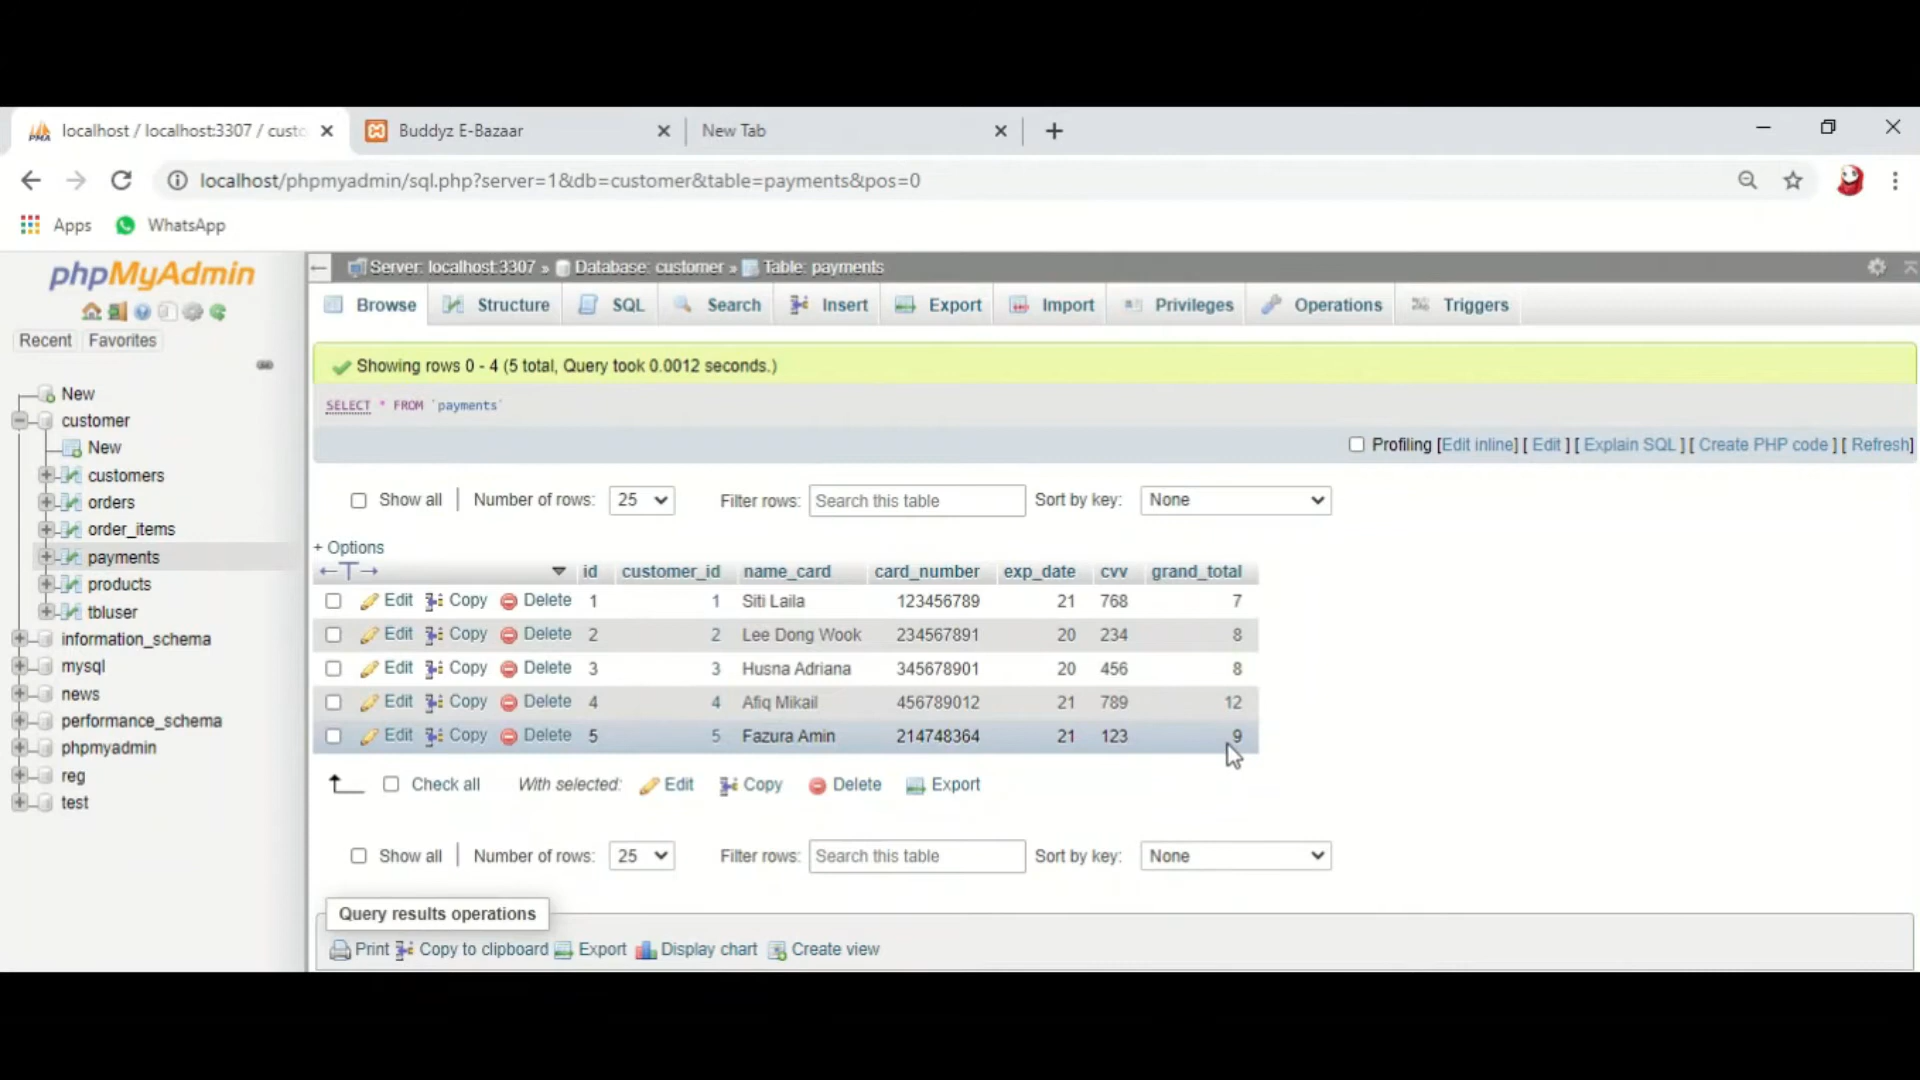 localhost / localhost:3307 / custo
Buddyz E-Bazaar
New Tab
localhost/phpmyadmin/sql.php?server=1&db=customer&table=payments&pos=0
Apps
WhatsApp
phpMyAdmin
Recent
Favorites
New
customer
New
customers
orders
order_items
payments
products
tbluser
information_schema
mysql
news
performance_schema
phpmyadmin
reg
test
Server: localhost:3307 » Database: customer » Table: payments
Browse Structure SQL Search Insert Export Import Privileges Operations Triggers
Showing rows 0 - 4 (5 total, Query took 0.0012 seconds.)
SELECT * FROM `payments`
Profiling [Edit inline] [ Edit ] [ Explain SQL ] [ Create PHP code ] [ Refresh]
Show all | Number of rows: 25 Filter rows: Search this table Sort by key: None
+ Options
←T→ id customer_id name_card card_number exp_date cvv grand_total
Edit Copy Delete 1 1 Siti Laila 123456789 21 768 7
Edit Copy Delete 2 2 Lee Dong Wook 234567891 20 234 8
Edit Copy Delete 3 3 Husna Adriana 345678901 20 456 8
Edit Copy Delete 4 4 Afiq Mikail 456789012 21 789 12
Edit Copy Delete 5 5 Fazura Amin 214748364 21 123 9
Check all With selected: Edit Copy Delete Export
Show all | Number of rows: 25 Filter rows: Search this table Sort by key: None
Query results operations
Print Copy to clipboard Export Display chart Create view